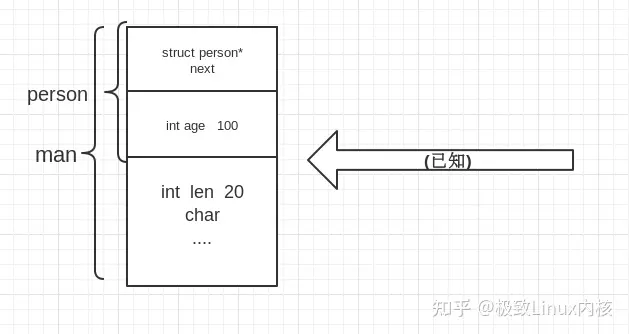 struct person*
next
person
int age 100
man
(已知)
int len 20
char
....
知乎 @极致Linux内核